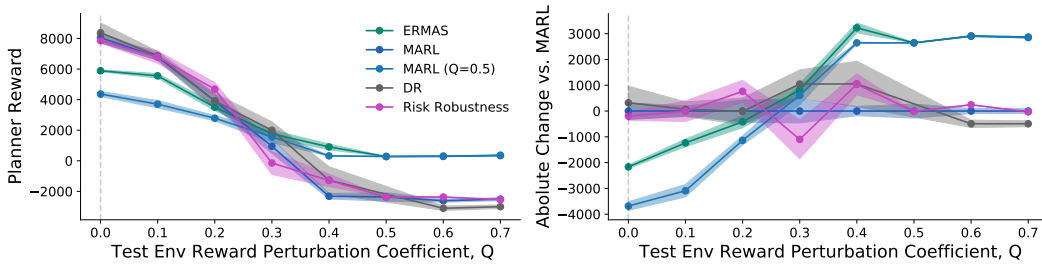 Planner Reward
8000
6000
4000
2000
0
−2000
0.0 0.1 0.2 0.3 0.4 0.5 0.6 0.7
Test Env Reward Perturbation Coefficient, Q
ERMAS
MARL
MARL (Q=0.5)
DR
Risk Robustness
Abolute Change vs. MARL
3000
2000
1000
0
−1000
−2000
−3000
−4000
0.0 0.1 0.2 0.3 0.4 0.5 0.6 0.7
Test Env Reward Perturbation Coefficient, Q